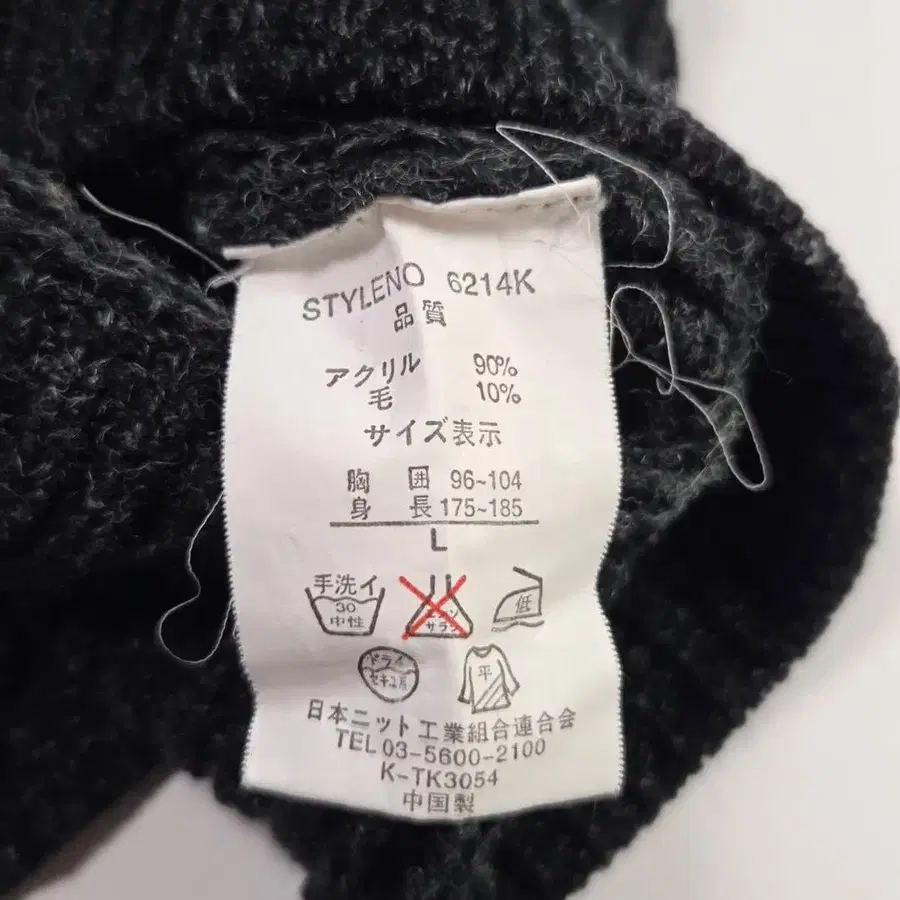 STYLENO 6214K
品質
アクリル 90%
毛 10%
サイズ表示
胸囲 96~104
身長 175~185
L
手洗イ
30
中性
エンソ
サラシ
低
ドライ
セキユ系
平
日本ニット工業組合連合会
TEL 03-5600-2100
K-TK3054
中国製